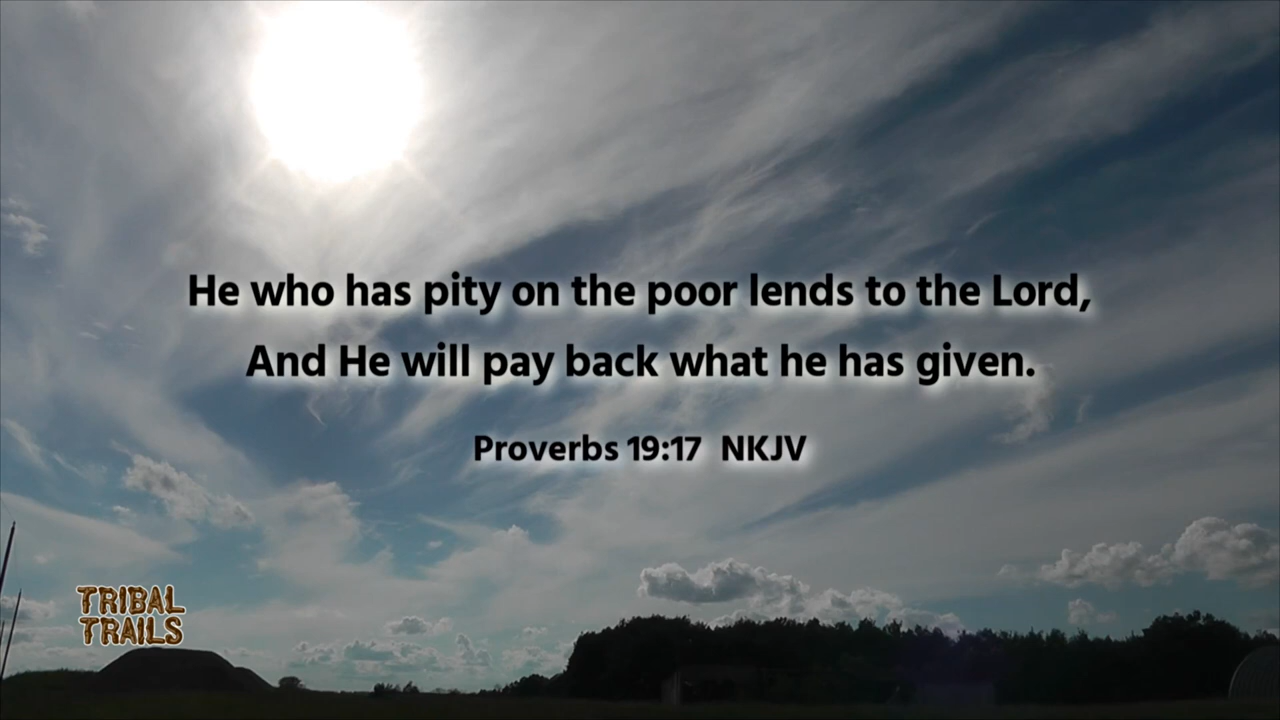 He who has pity on the poor lends to the Lord,
And He will pay back what he has given.
Proverbs 19:17 NKJV
TRIBAL
TRAILS